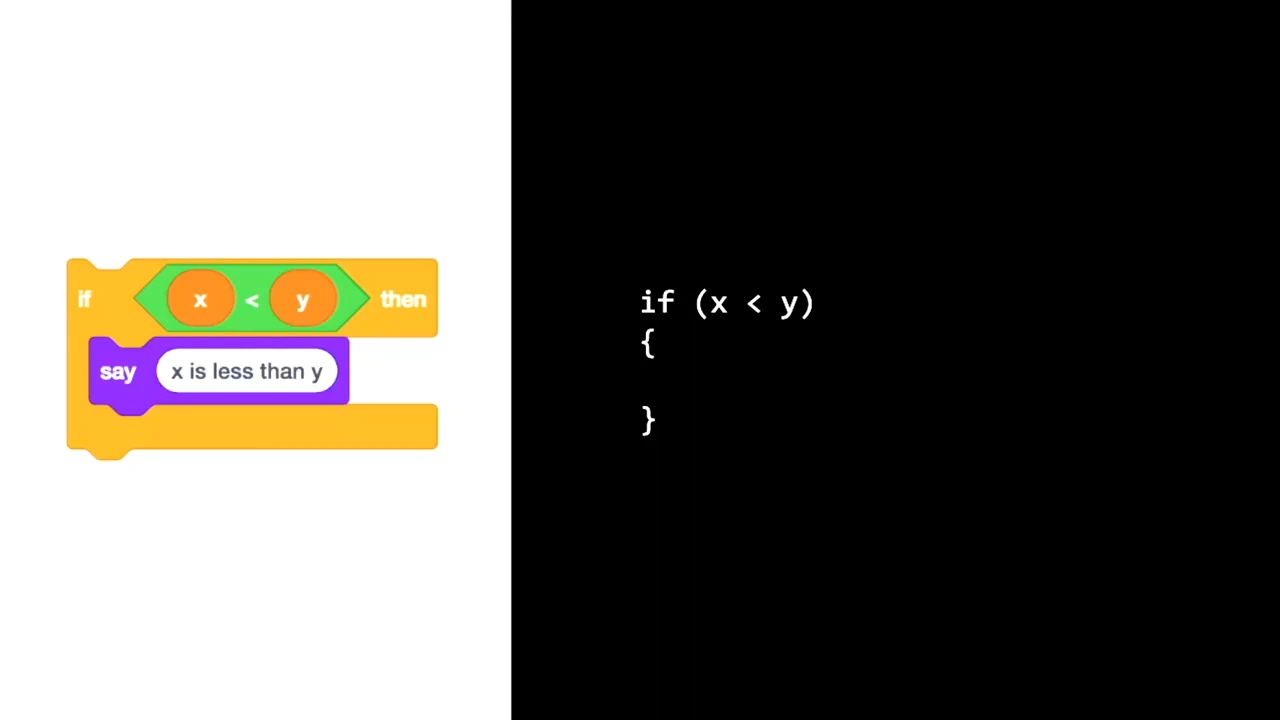 if x < y then
say x is less than y
if (x < y)
{
}